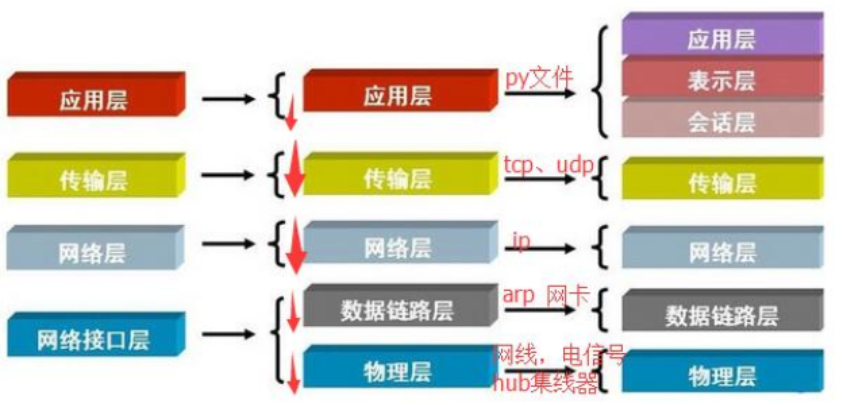 应用层
应用层
py文件
应用层
表示层
会话层
传输层
传输层
tcp、udp
传输层
网络层
网络层
ip
网络层
网络接口层
数据链路层
arp 网卡
数据链路层
物理层
网线，电信号
hub集线器
物理层